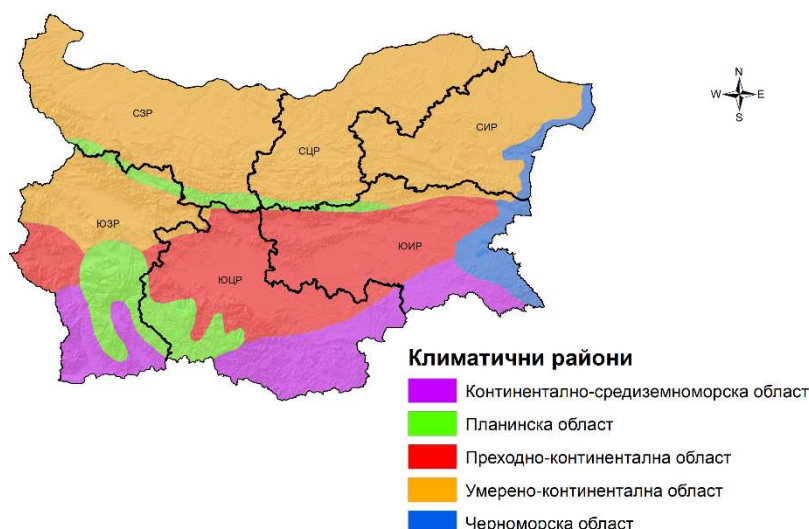 СЗР
СЦР
СИР
ЮЗР
ЮЦР
ЮИР
N
W E
S
Климатични райони
Континентално-средиземноморска област
Планинска област
Преходно-континентална област
Умерено-континентална област
Черноморска област